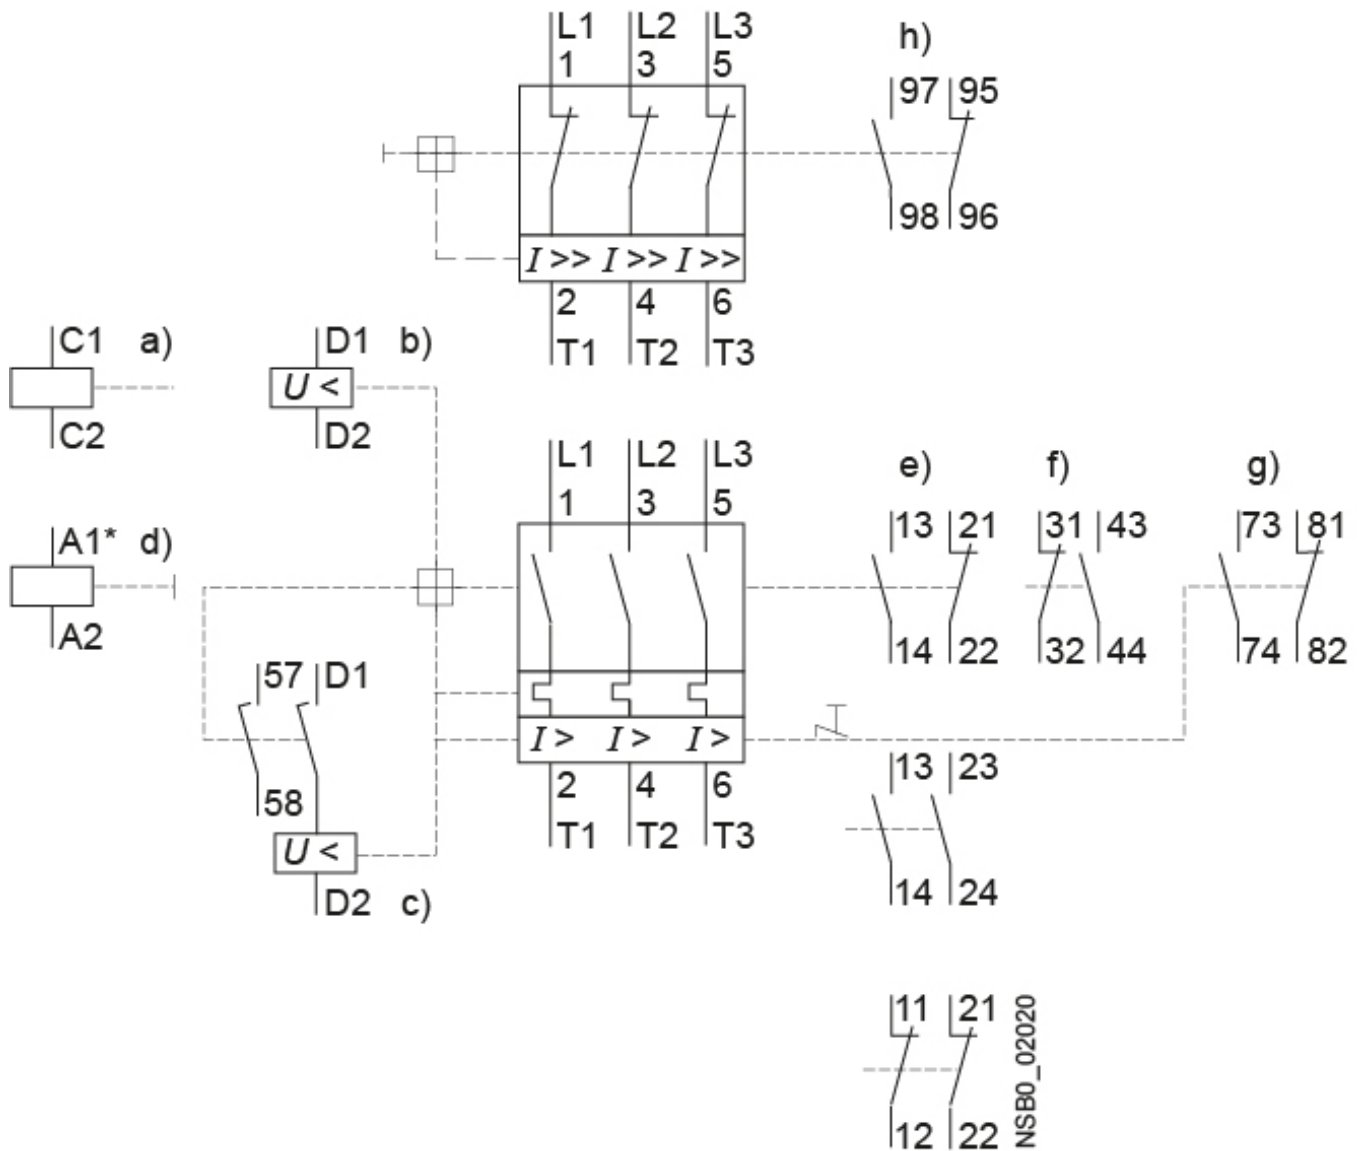 L1 L2 L3 h)
1 3 5
97 95
98 96
I >> I >> I >>
2 4 6
T1 T2 T3
C1 a) D1 b)
U <
C2 D2
L1 L2 L3 e) f) g)
1 3 5
A1* d) 13 21 31 43 73 81
A2 14 22 32 44 74 82
57 D1
I > I > I >
2 4 6 13 23
58
T1 T2 T3
U <
D2 c) 14 24
11 21
12 22
NSB0_02020